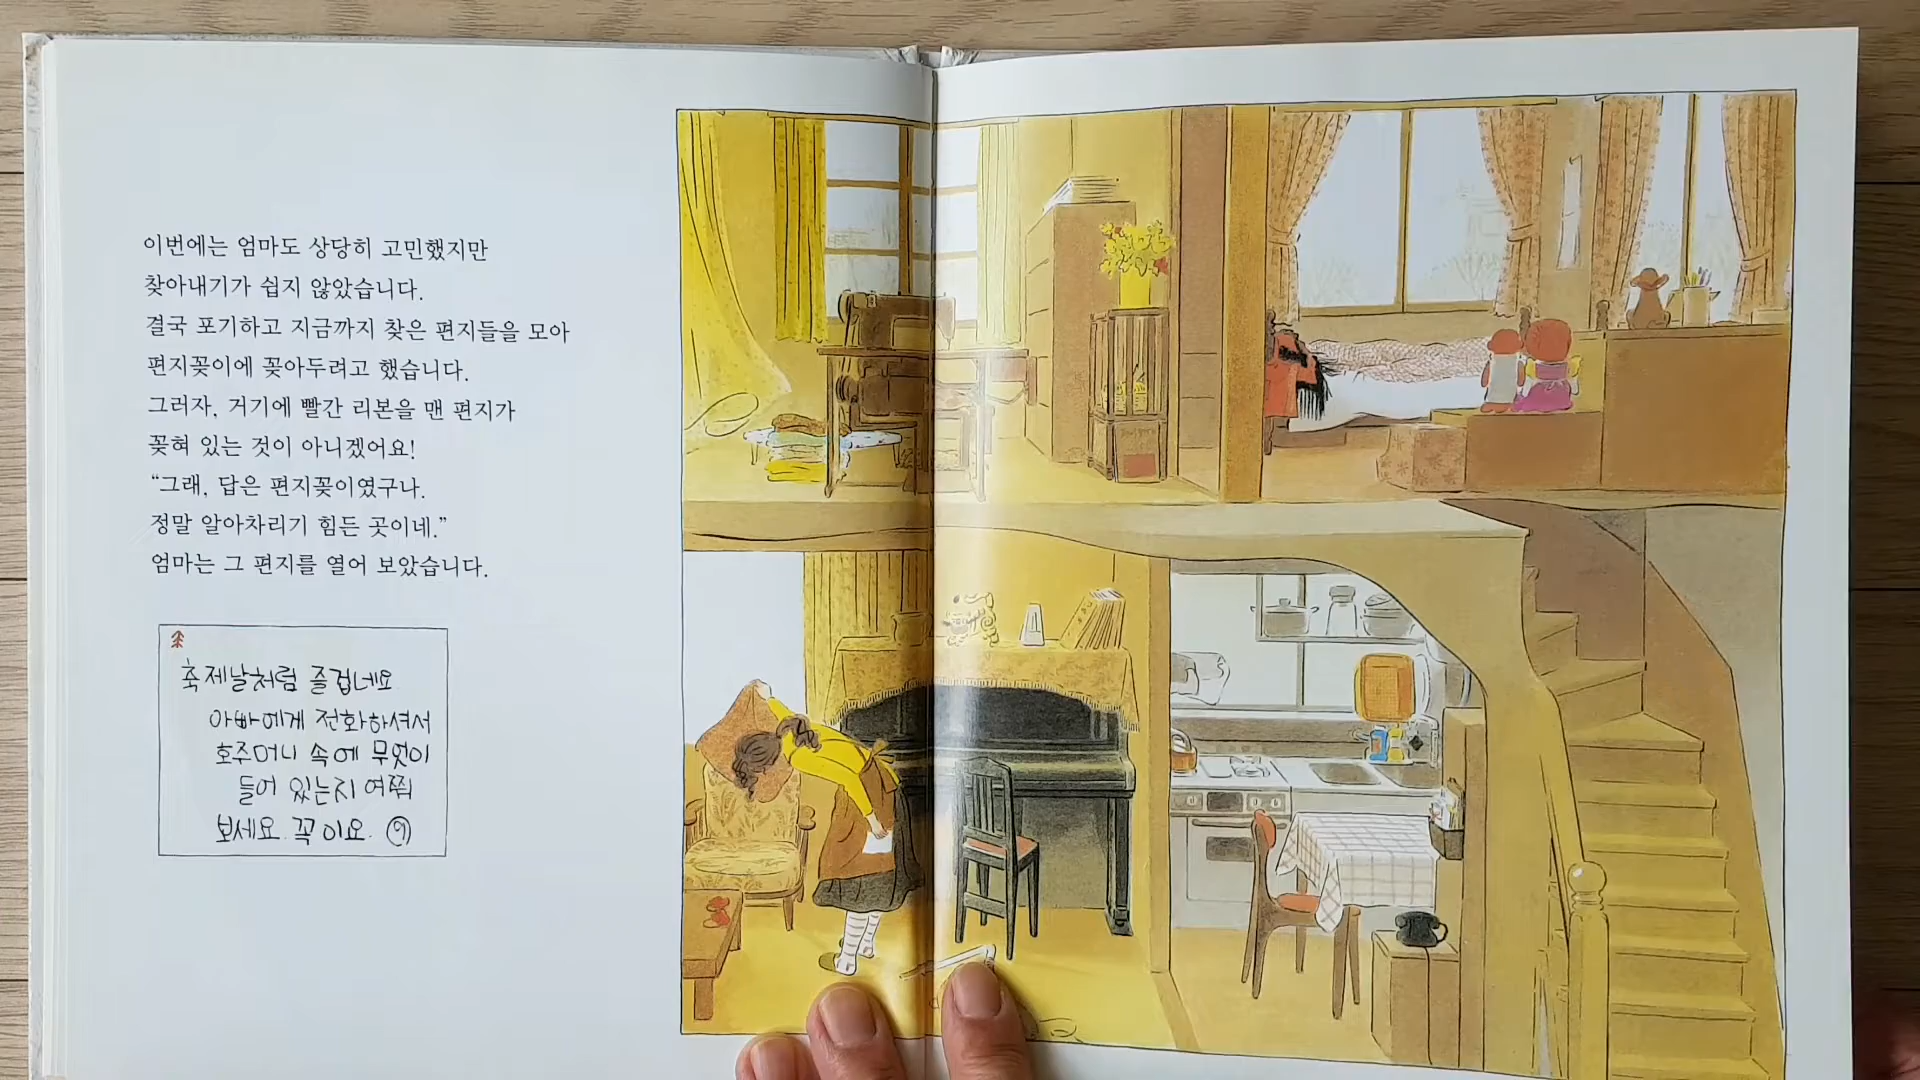 이번에는 엄마도 상당히 고민했지만
찾아내기가 쉽지 않았습니다.
결국 포기하고 지금까지 찾은 편지들을 모아
편지꽂이에 꽂아두려고 했습니다.
그러자, 거기에 빨간 리본을 맨 편지가
꽂혀 있는 것이 아니겠어요!
“그래, 답은 편지꽂이였구나.
정말 알아차리기 힘든 곳이네.”
엄마는 그 편지를 열어 보았습니다.
축제날처럼 즐겁네요
아빠에게 전화하셔서
호주머니 속에 무엇이
들어 있는지 여쭤
보세요. 꼭이요. ⑨